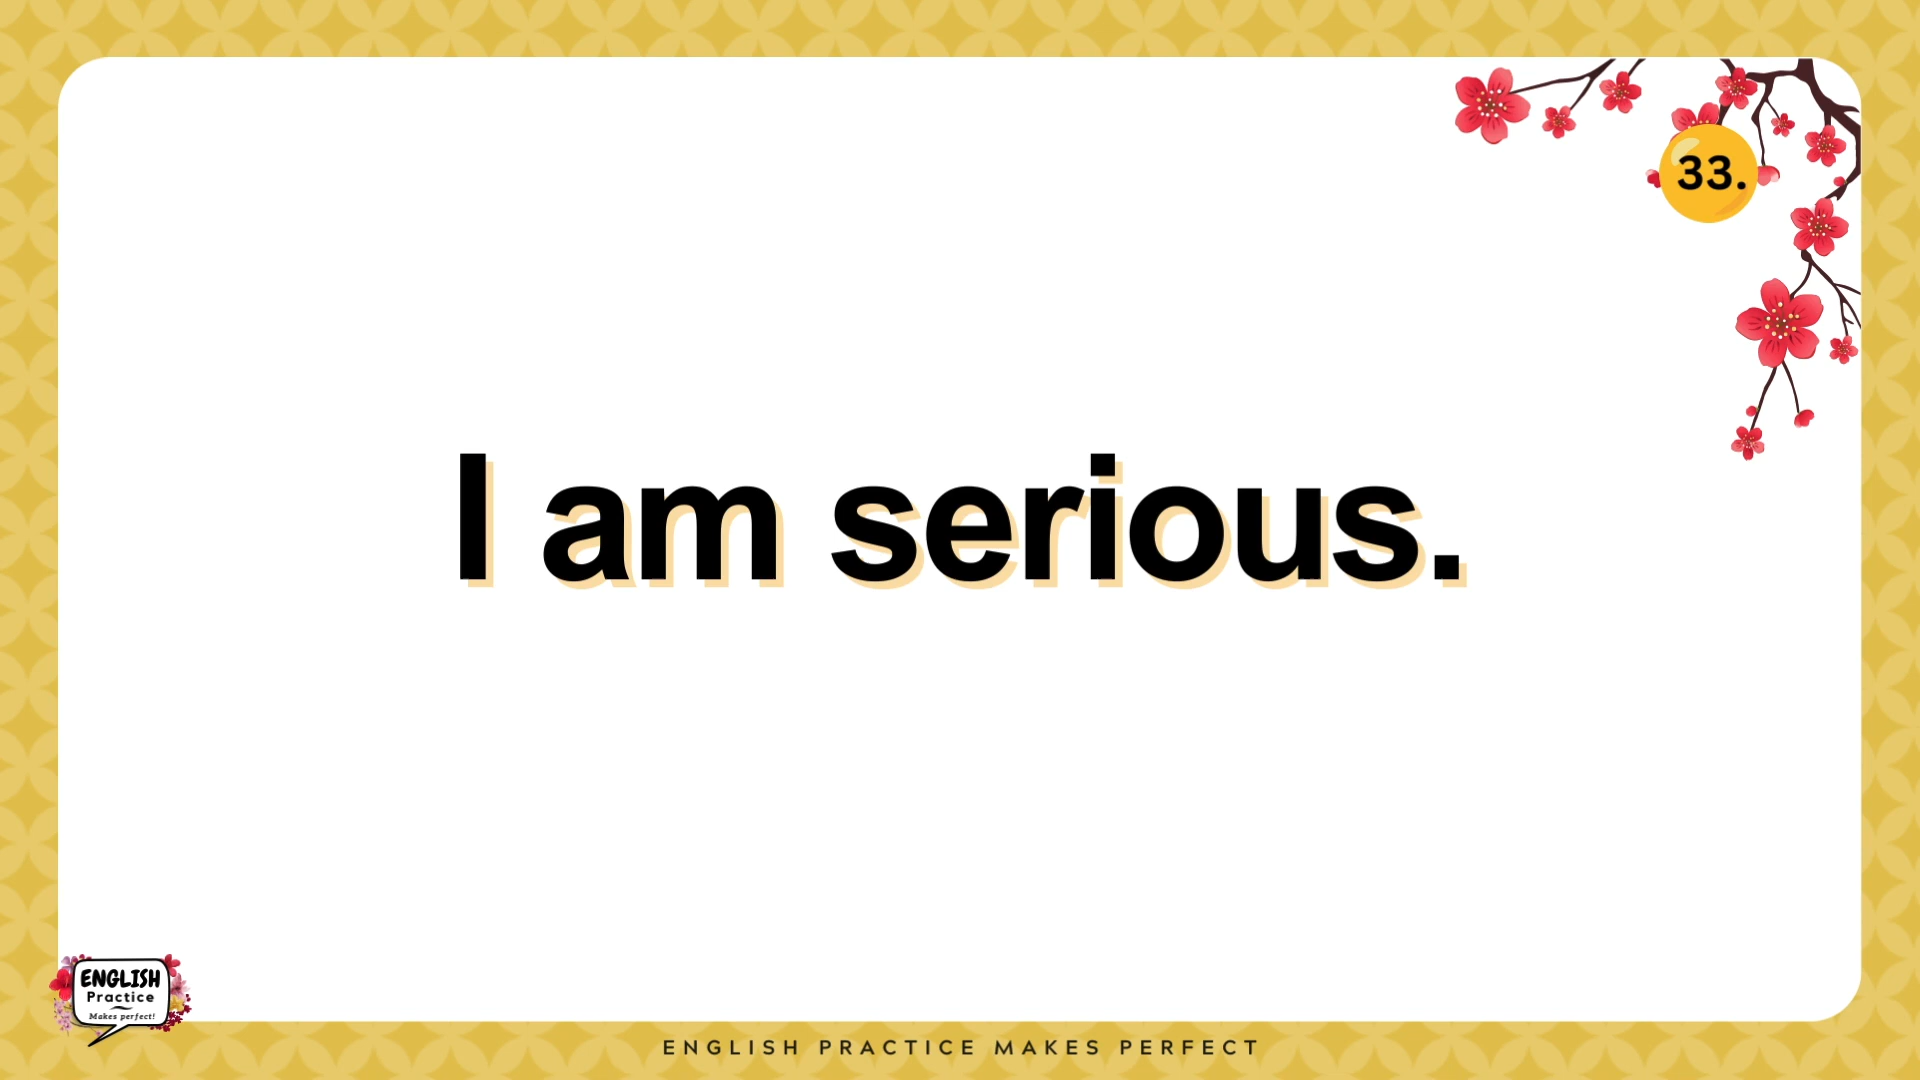 33.
I am serious.
ENGLISH
Practice
Makes perfect!
ENGLISH PRACTICE MAKES PERFECT